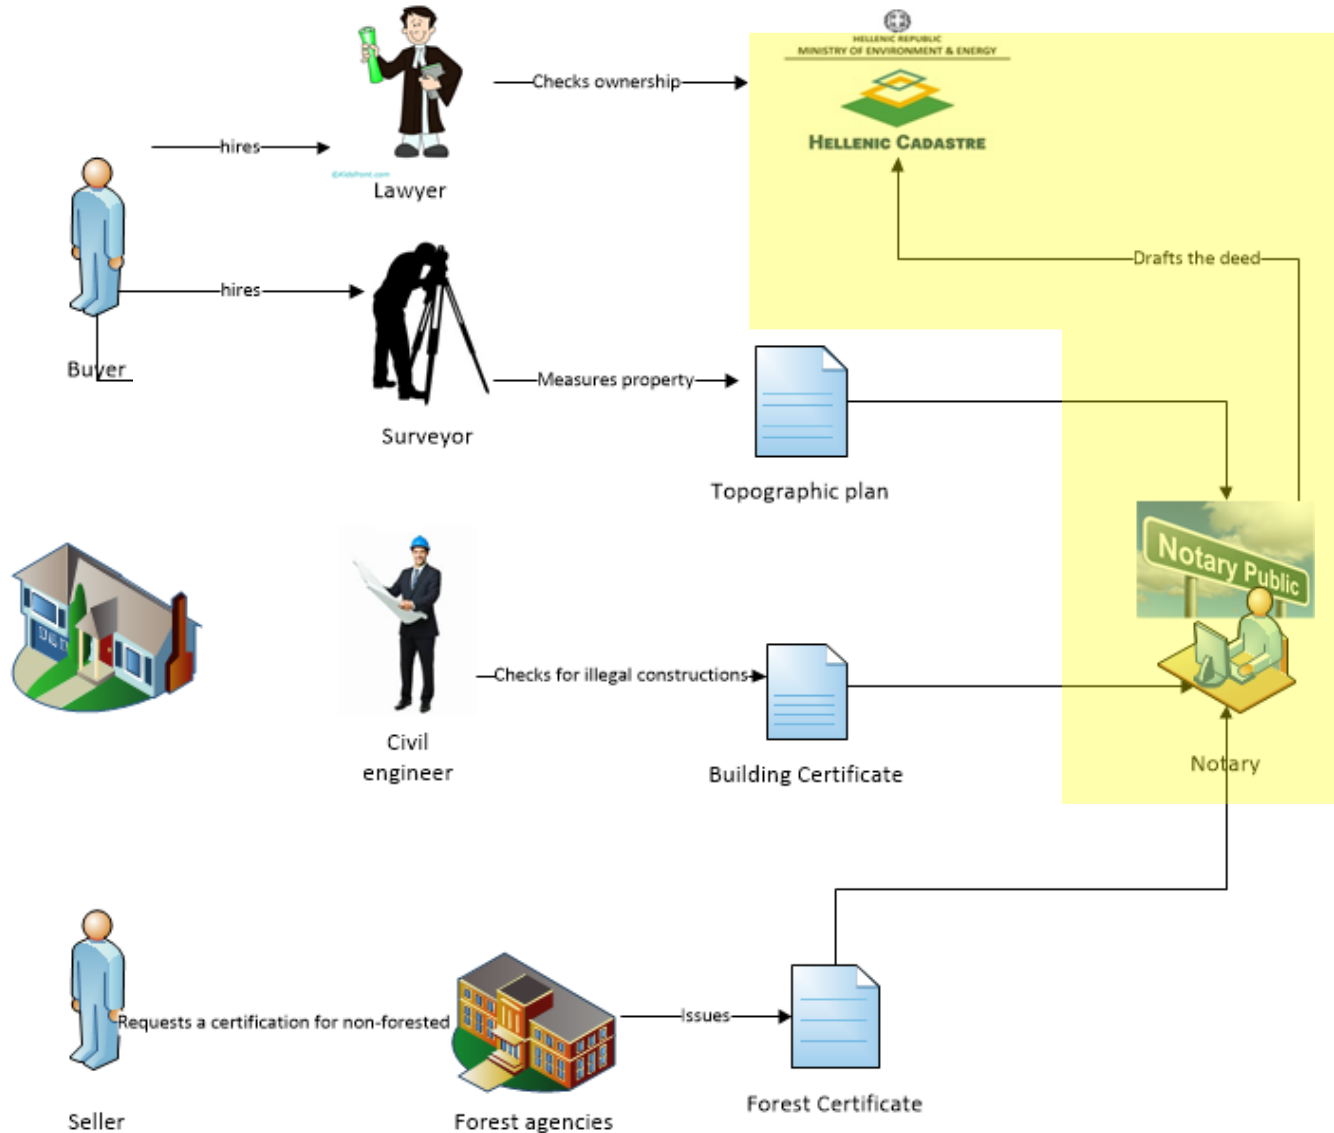 HELLENIC REPUBLIC
MINISTRY OF ENVIRONMENT & ENERGY
HELLENIC CADASTRE
Checks ownership
hires
©KidsFront.com
Lawyer
Drafts the deed
hires
Buyer
Measures property
Surveyor
Topographic plan
Notary Public
Checks for illegal constructions
Civil
engineer
Building Certificate
Notary
Requests a certification for non-forested
Issues
Seller
Forest agencies
Forest Certificate